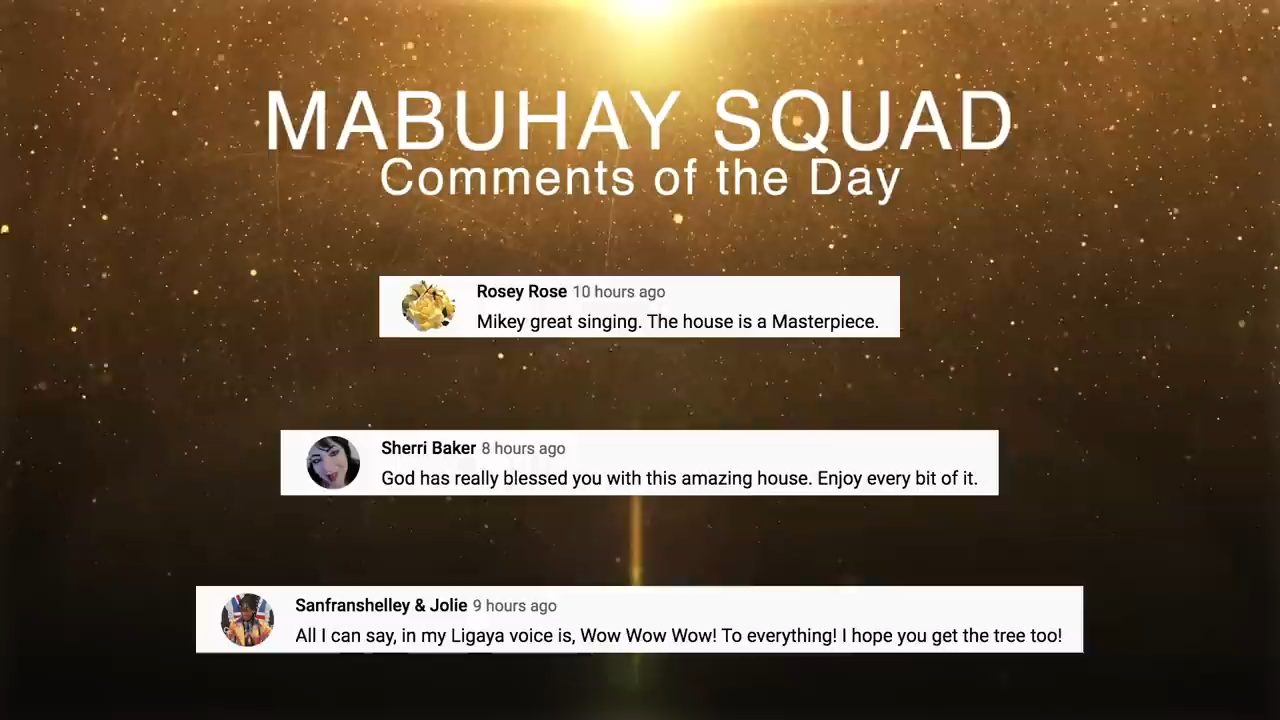 MABUHAY SQUAD
Comments of the Day
Rosey Rose 10 hours ago
Mikey great singing. The house is a Masterpiece.
Sherri Baker 8 hours ago
God has really blessed you with this amazing house. Enjoy every bit of it.
Sanfranshelley & Jolie 9 hours ago
All I can say, in my Ligaya voice is, Wow Wow Wow! To everything! I hope you get the tree too!